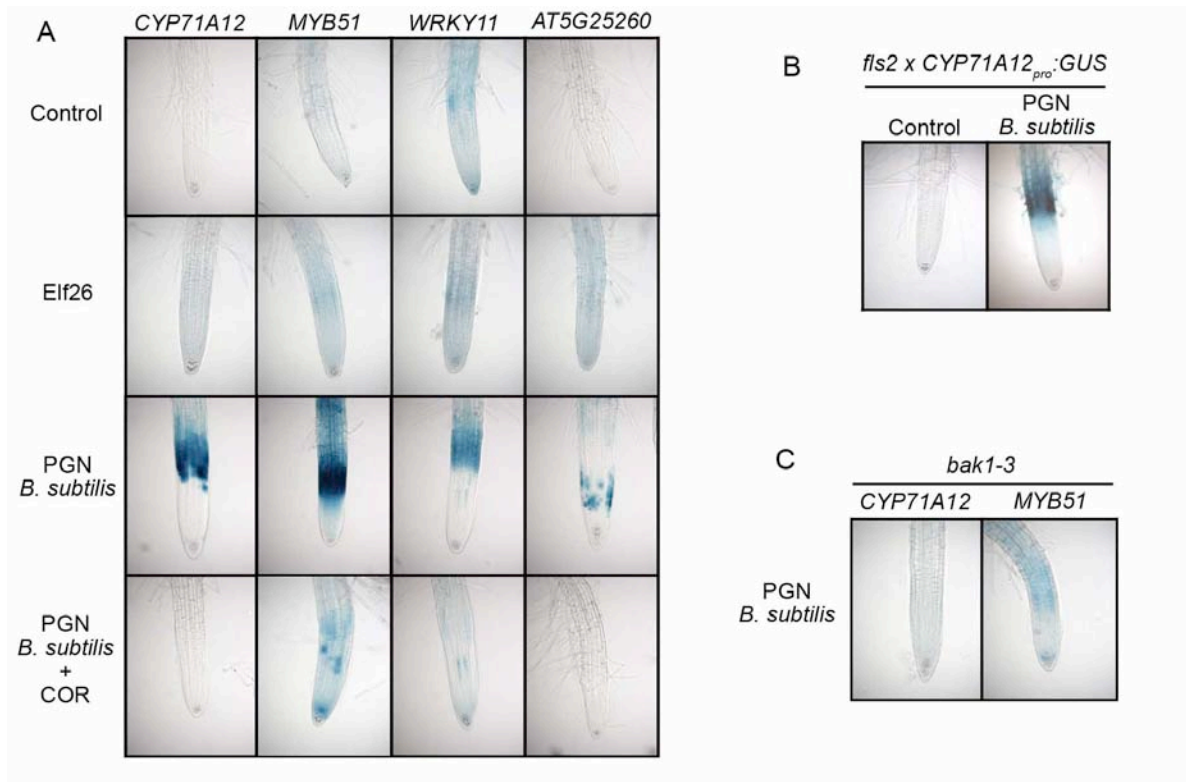 A
CYP71A12 MYB51 WRKY11 AT5G25260
Control
Elf26
PGN
B. subtilis
PGN
B. subtilis
+
COR
B
fls2 x CYP71A12pro:GUS
Control
PGN
B. subtilis
C
bak1-3
CYP71A12 MYB51
PGN
B. subtilis